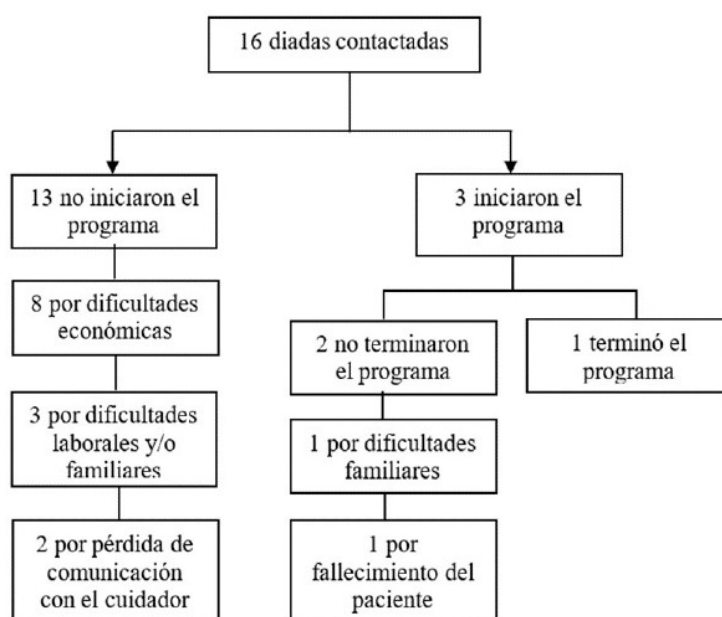 16 diadas contactadas
13 no iniciaron el
programa
3 iniciaron el
programa
8 por dificultades
económicas
2 no terminaron
el programa
1 terminó el
programa
3 por dificultades
laborales y/o
familiares
1 por dificultades
familiares
2 por pérdida de
comunicación
con el cuidador
1 por
fallecimiento del
paciente